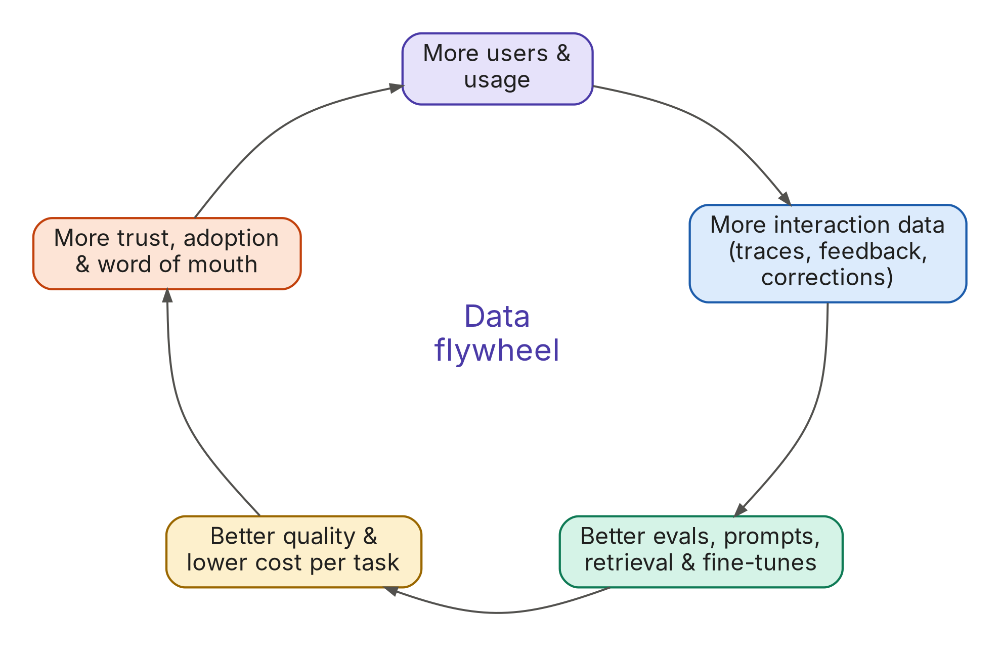 More users &
usage
More interaction data
(traces, feedback,
corrections)
Better evals, prompts,
retrieval & fine-tunes
Better quality &
lower cost per task
More trust, adoption
& word of mouth
Data
flywheel